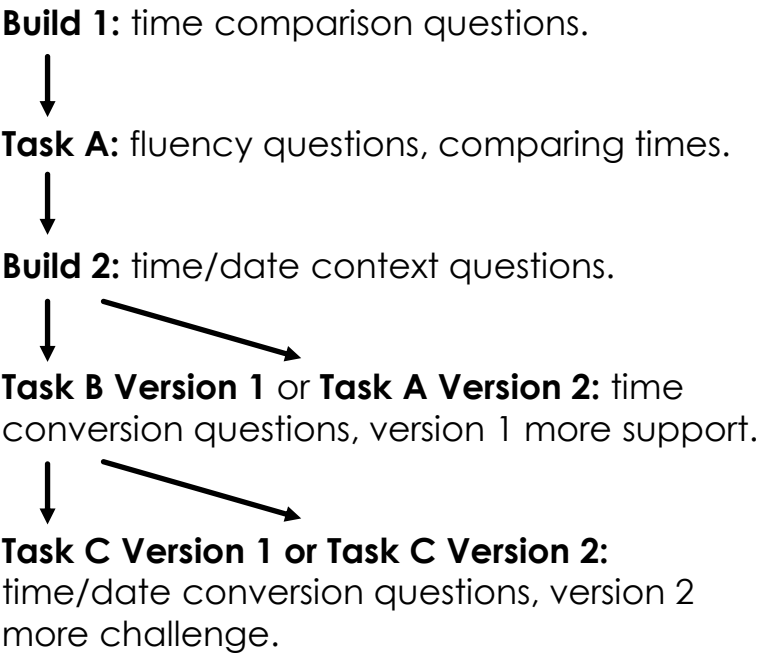 Build 1: time comparison questions.
Task A: fluency questions, comparing times.
Build 2: time/date context questions.
Task B Version 1 or Task A Version 2: time
conversion questions, version 1 more support.
Task C Version 1 or Task C Version 2:
time/date conversion questions, version 2
more challenge.